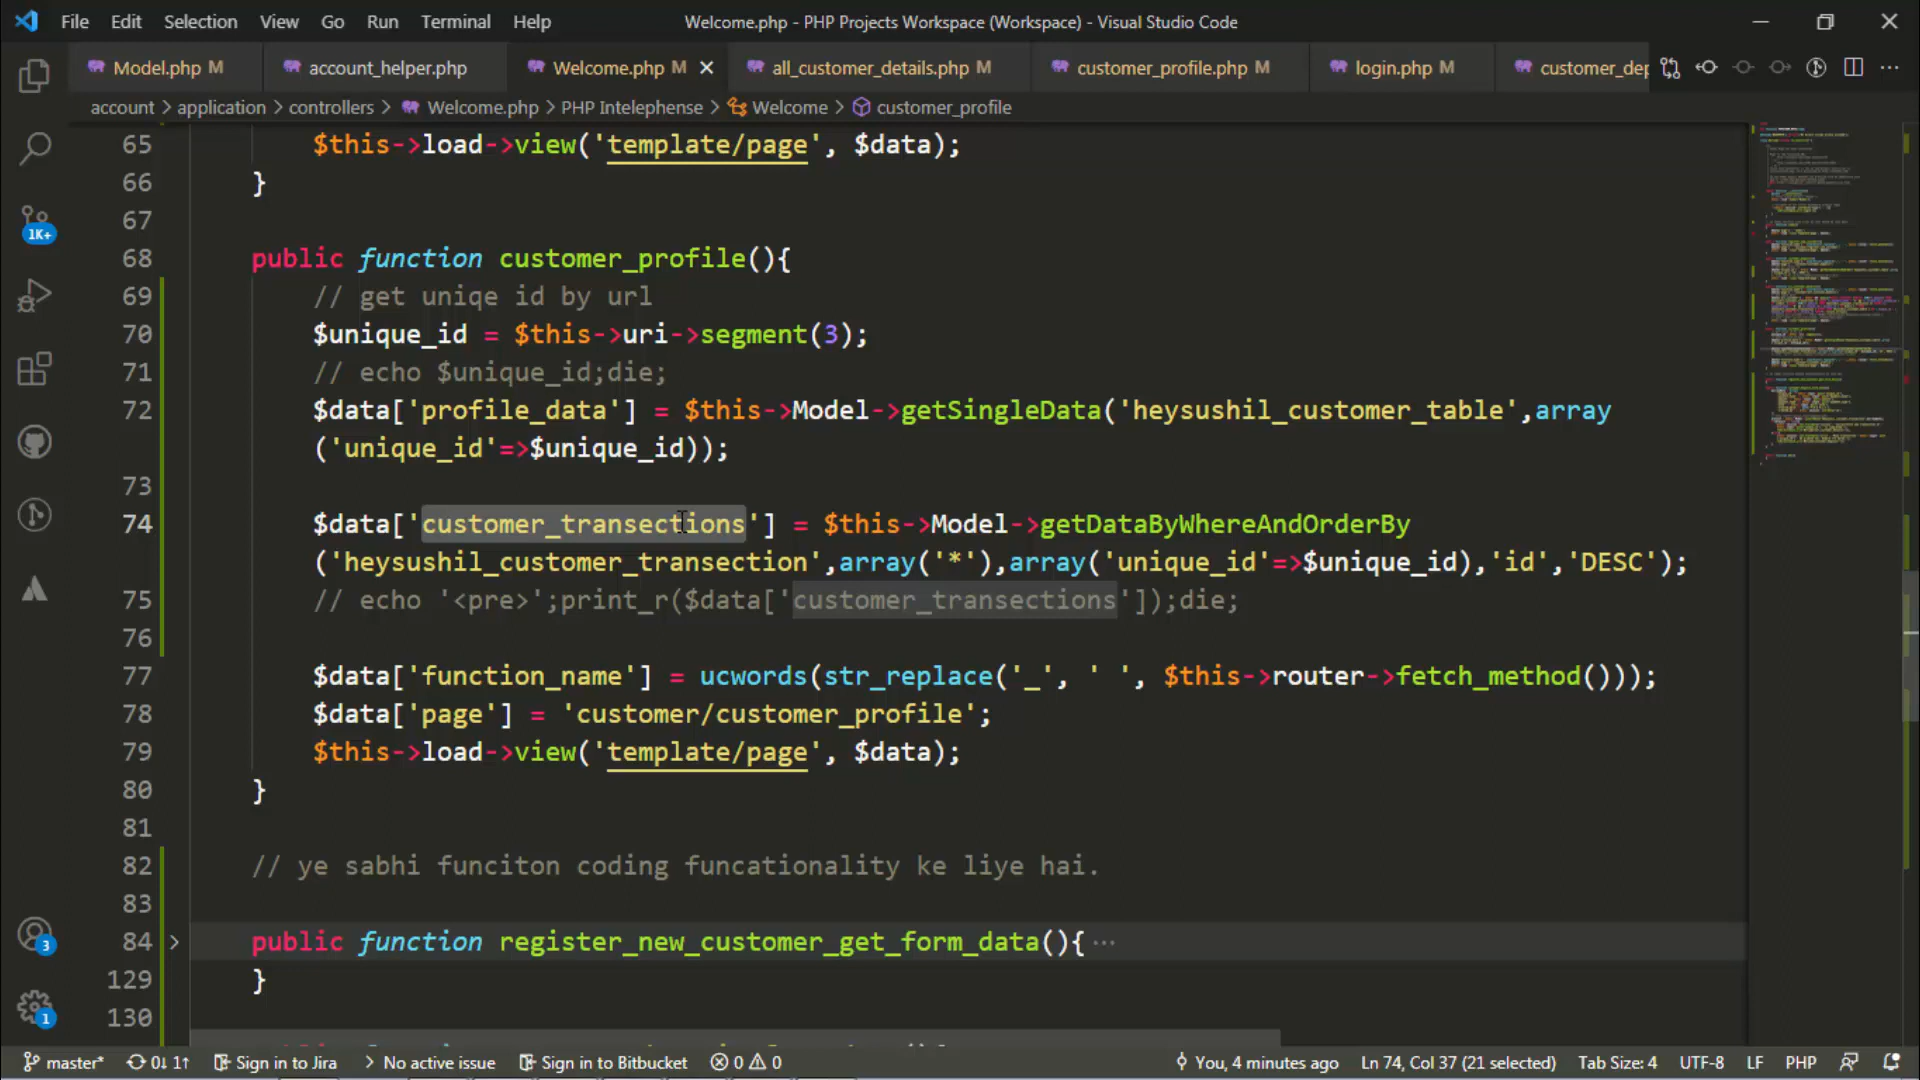 File Edit Selection View Go Run Terminal Help Welcome.php - PHP Projects Workspace (Workspace) - Visual Studio Code
Model.php M account_helper.php Welcome.php M all_customer_details.php M customer_profile.php M login.php M customer_dep
account > application > controllers > Welcome.php > PHP Intelephense > Welcome > customer_profile
65 $this->load->view('template/page', $data);
66 }
67
68 public function customer_profile(){
69 // get uniqe id by url
70 $unique_id = $this->uri->segment(3);
71 // echo $unique_id;die;
72 $data['profile_data'] = $this->Model->getSingleData('heysushil_customer_table',array
('unique_id'=>$unique_id));
73
74 $data['customer_transections'] = $this->Model->getDataByWhereAndOrderBy
('heysushil_customer_transection',array('*'),array('unique_id'=>$unique_id),'id','DESC');
75 // echo '<pre>';print_r($data['customer_transections']);die;
76
77 $data['function_name'] = ucwords(str_replace('_', ' ', $this->router->fetch_method()));
78 $data['page'] = 'customer/customer_profile';
79 $this->load->view('template/page', $data);
80 }
81
82 // ye sabhi funciton coding funcationality ke liye hai.
83
84 public function register_new_customer_get_form_data(){ ···
129 }
130
1K+
3
1
master* 0↓ 1↑ Sign in to Jira > No active issue Sign in to Bitbucket 0 0 You, 4 minutes ago Ln 74, Col 37 (21 selected) Tab Size: 4 UTF-8 LF PHP